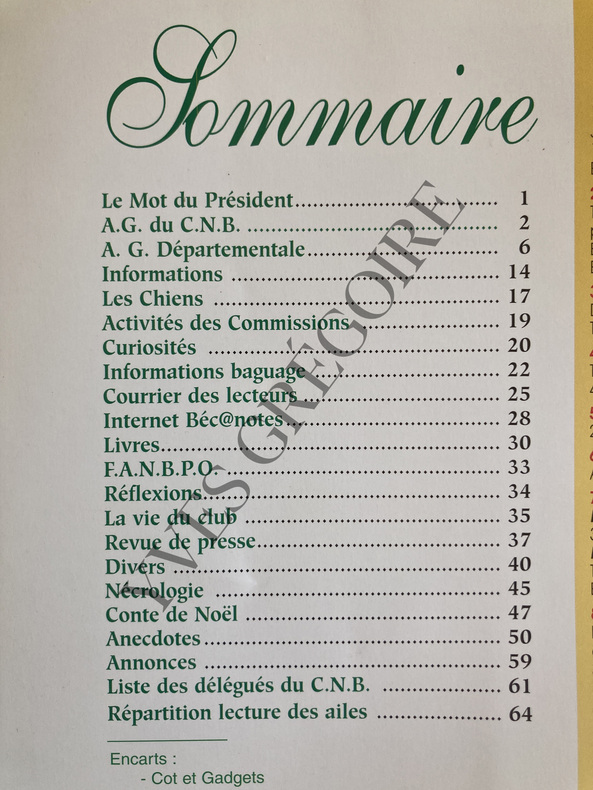 Sommaire
Le Mot du Président.................................... 1
A.G. du C.N.B. ............................................ 2
A. G. Départementale.................................. 6
Informations ................................................ 14
Les Chiens .................................................. 17
Activités des Commissions ........................ 19
Curiosités .................................................... 20
Informations baguage ................................ 22
Courrier des lecteurs .................................. 25
Internet Béc@notes.................................... 28
Livres............................................................ 30
F.A.N.B.P.O. ................................................ 33
Réflexions.................................................... 34
La vie du club .............................................. 35
Revue de presse.......................................... 37
Divers .......................................................... 40
Nécrologie .................................................. 45
Conte de Noël ............................................ 47
Anecdotes.................................................... 50
Annonces .................................................... 59
Liste des délégués du C.N.B. .................... 61
Répartition lecture des ailes ...................... 64
Encarts :
- Cot et Gadgets
YVES GRÉGOIRE